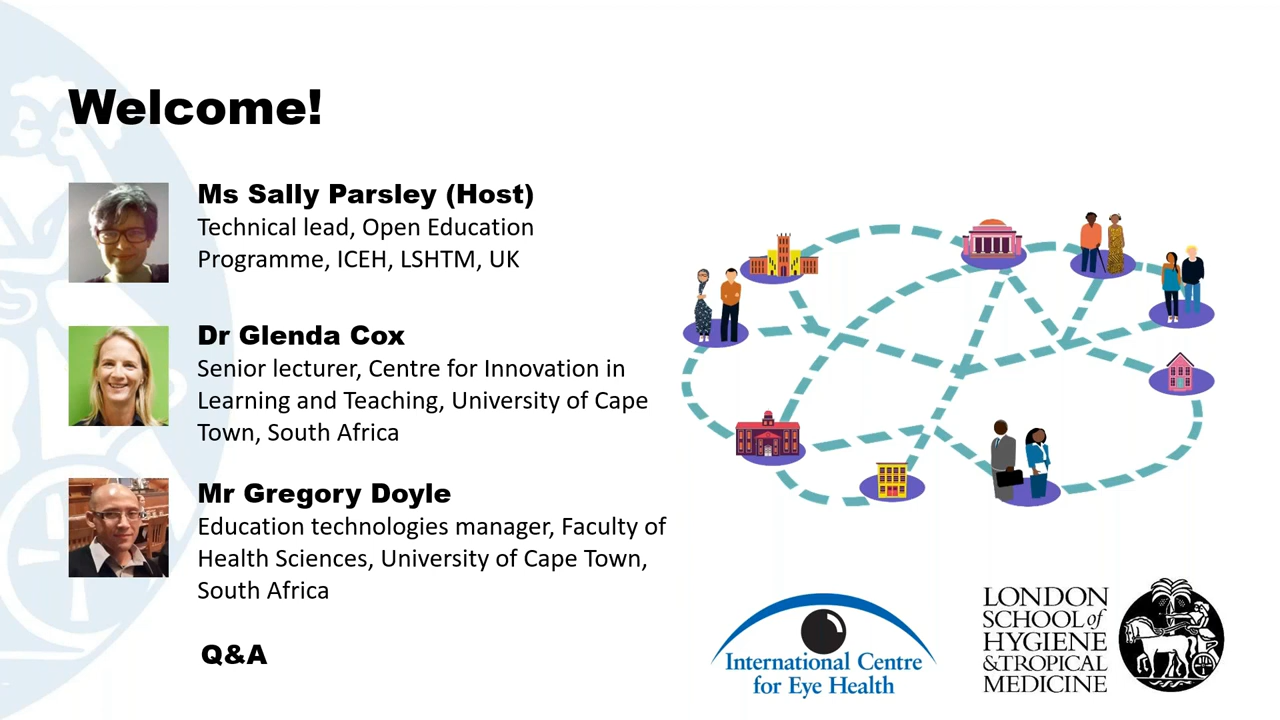 Welcome!
Ms Sally Parsley (Host)
Technical lead, Open Education
Programme, ICEH, LSHTM, UK
Dr Glenda Cox
Senior lecturer, Centre for Innovation in
Learning and Teaching, University of Cape
Town, South Africa
Mr Gregory Doyle
Education technologies manager, Faculty of
Health Sciences, University of Cape Town,
South Africa
Q&A
International Centre
for Eye Health
LONDON
SCHOOL of
HYGIENE
&TROPICAL
MEDICINE